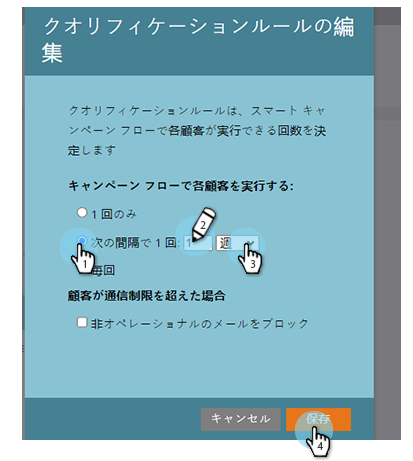 クオリフィケーションルールの編
集
クオリフィケーションルールは、スマート キャ
ンペーン フローで各顧客が実行できる回数を決
定します
キャンペーン フローで各顧客を実行する:
1 回のみ
次の間隔で 1 回: 1 週
毎回
顧客が通信制限を超えた場合
非オペレーショナルのメールをブロック
キャンセル 保存
1
2
3
4